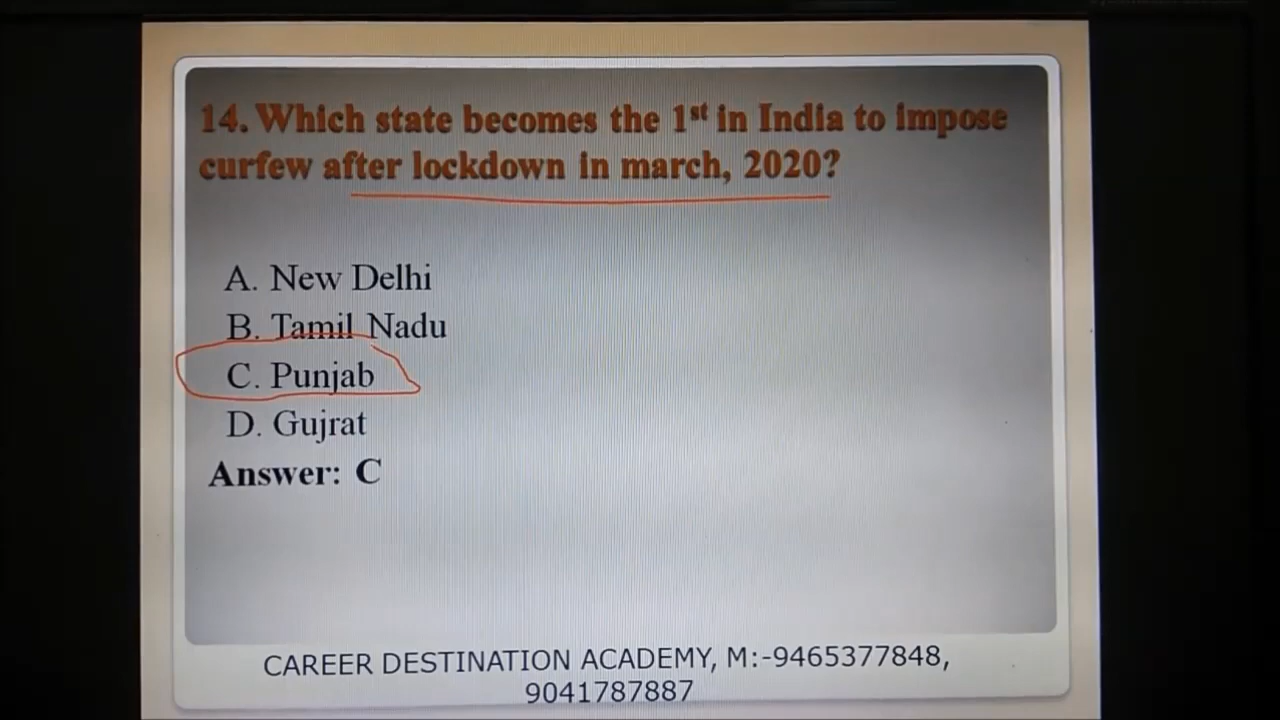 14. Which state becomes the 1st in India to impose
curfew after lockdown in march, 2020?
A. New Delhi
B. Tamil Nadu
C. Punjab
D. Gujrat
Answer: C
CAREER DESTINATION ACADEMY, M:-9465377848,
9041787887